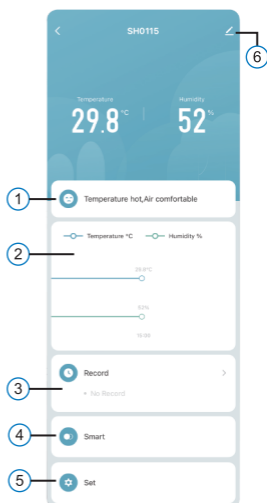 SH0115
6
Temperature Humidity
29.8 °C 52 %
1 Temperature hot,Air comfortable
Temperature °C Humidity %
2
29.8°C
52%
10:00
Record
3
• No Record
4 Smart
5 Set